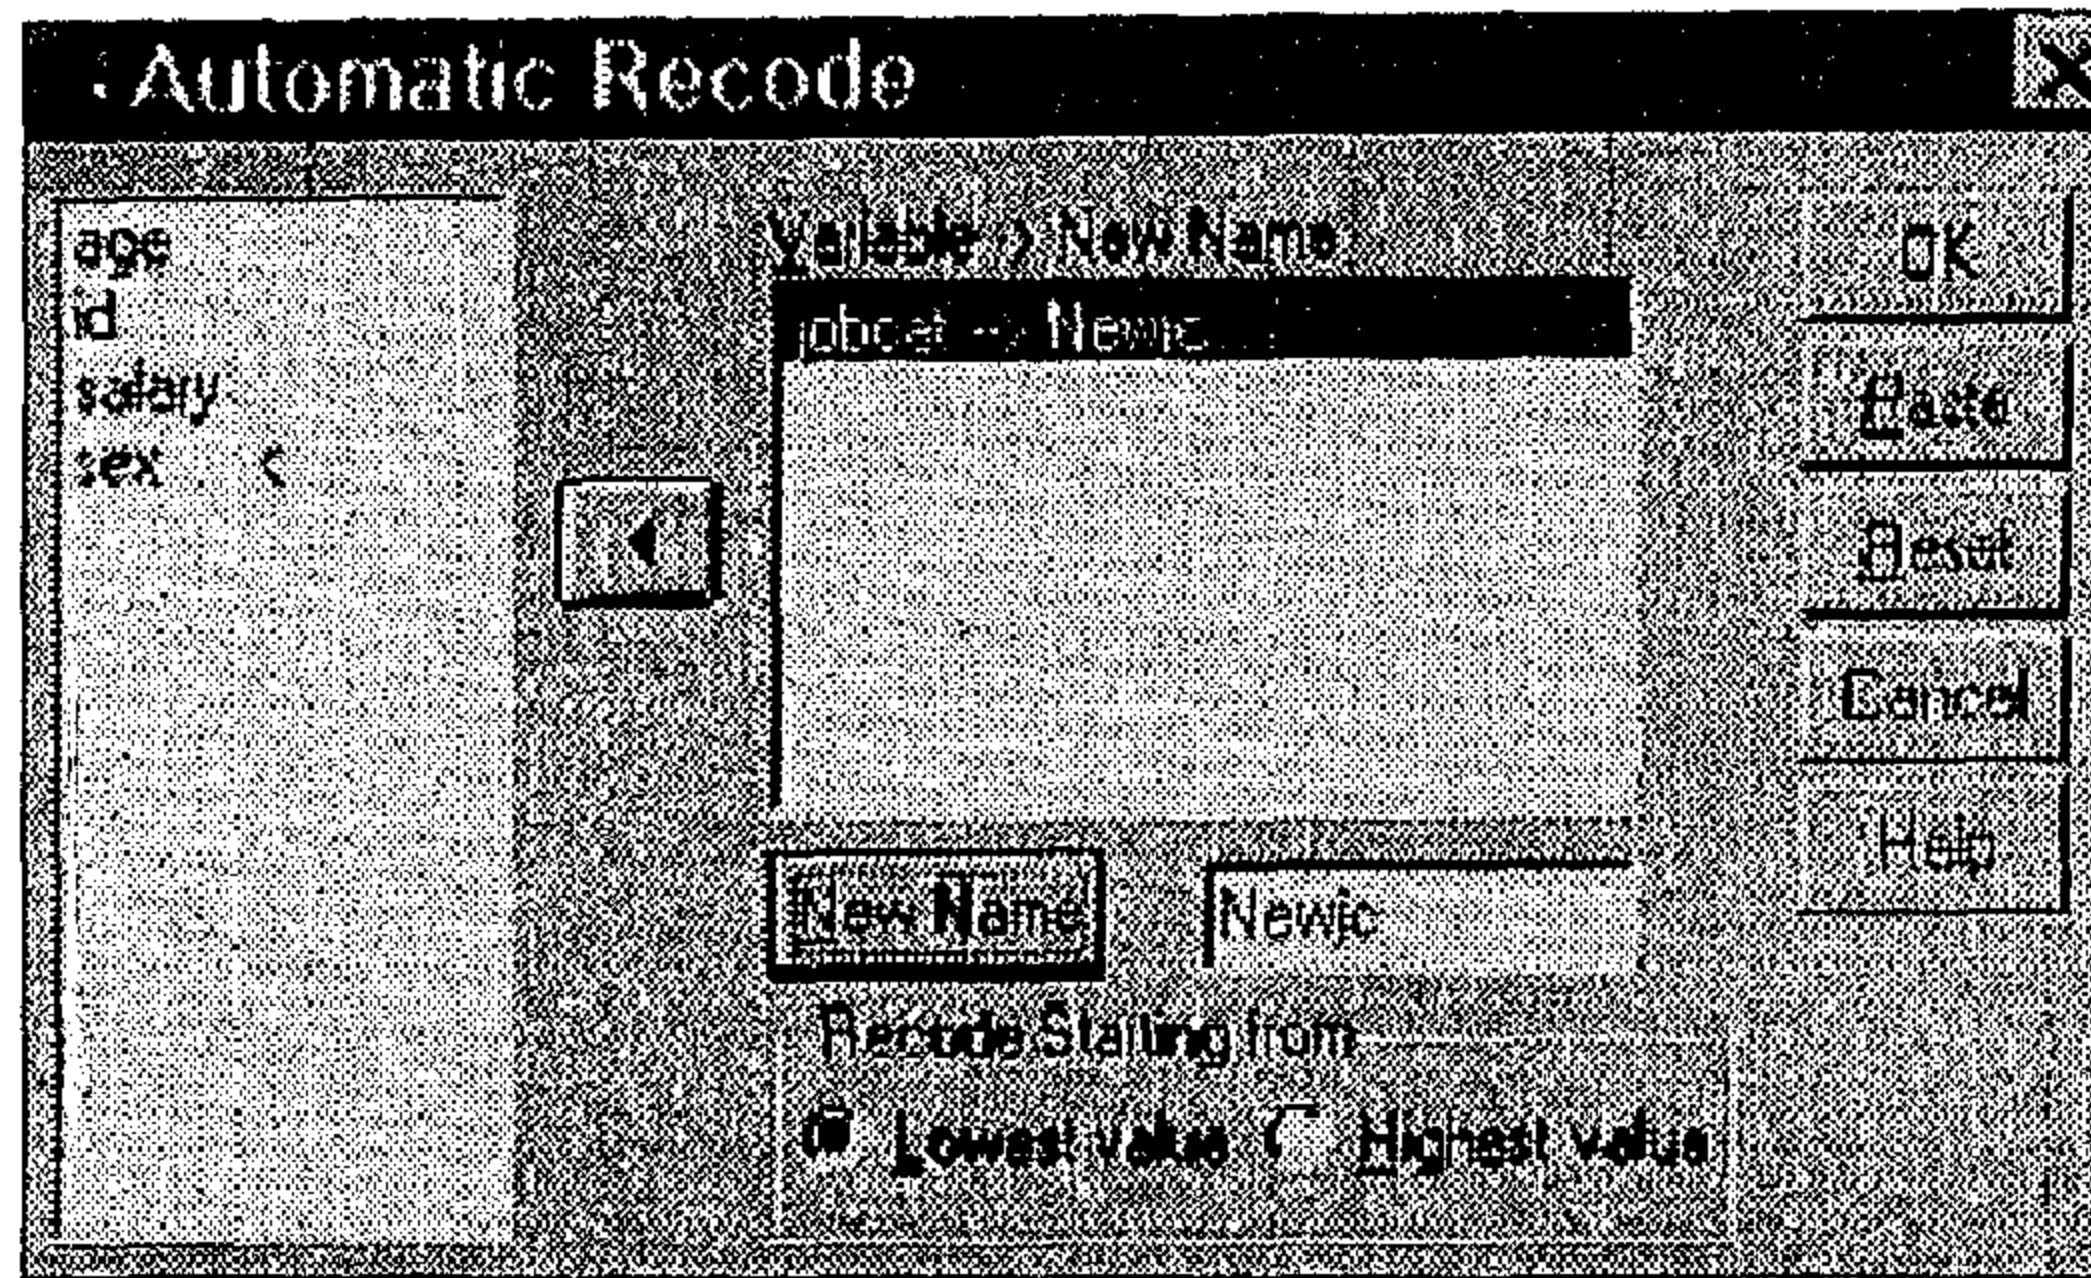 Automatic Recode
age
id
salary
sex
Variable -> New Name
jobcat --> Newjc
New Name
Newjc
Recode Starting from
Lowest value
Highest value
OK
Paste
Reset
Cancel
Help